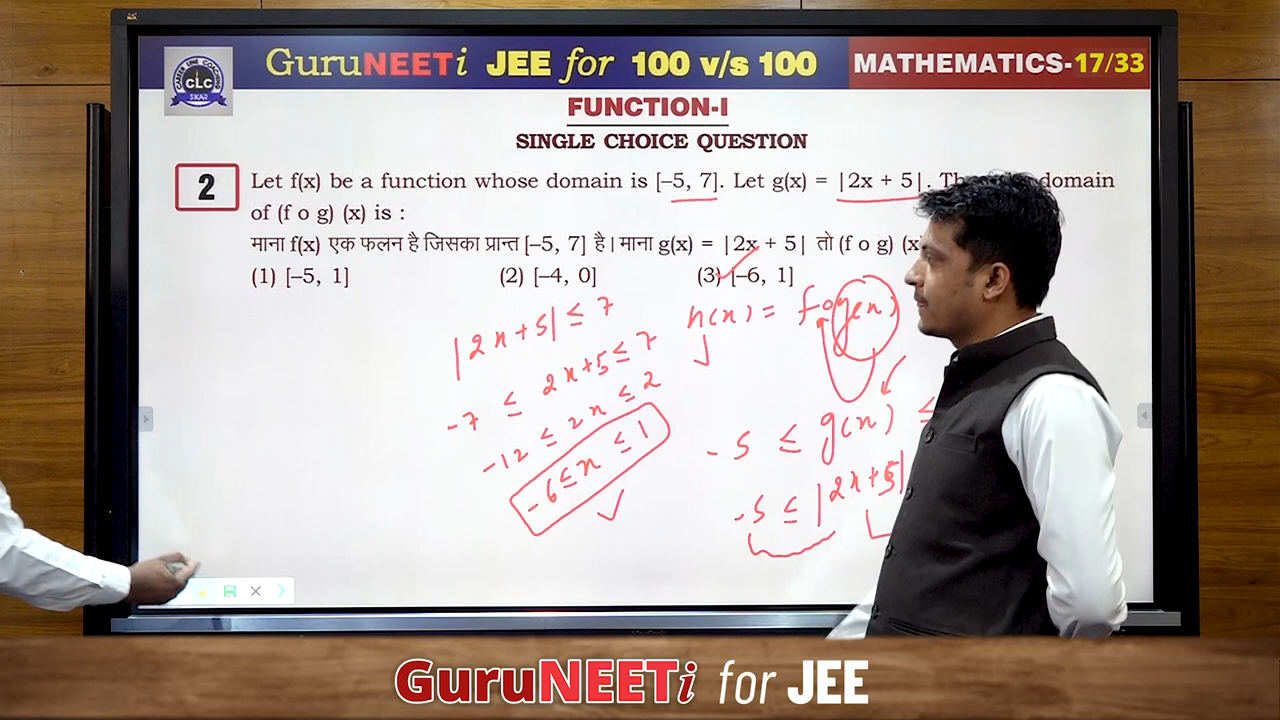 GuruNEETi JEE for 100 v/s 100 MATHEMATICS-17/33
CLC
SIKAR
FUNCTION-I
SINGLE CHOICE QUESTION
2 Let f(x) be a function whose domain is [–5, 7]. Let g(x) = |2x + 5|. domain
of (f o g) (x) is :
माना f(x) एक फलन है जिसका प्रान्त [–5, 7] है। माना g(x) = |2x + 5| तो (f o g) (x
(1) [–5, 1] (2) [–4, 0] (3) [–6, 1]
|2x+5| ≤ 7
-7 ≤ 2x+5 ≤ 7
-12 ≤ 2x ≤ 2
-6 ≤ x ≤ 1
h(x) = fog(x)
-5 ≤ g(x) ≤
-5 ≤ |2x+5|
GuruNEETi for JEE